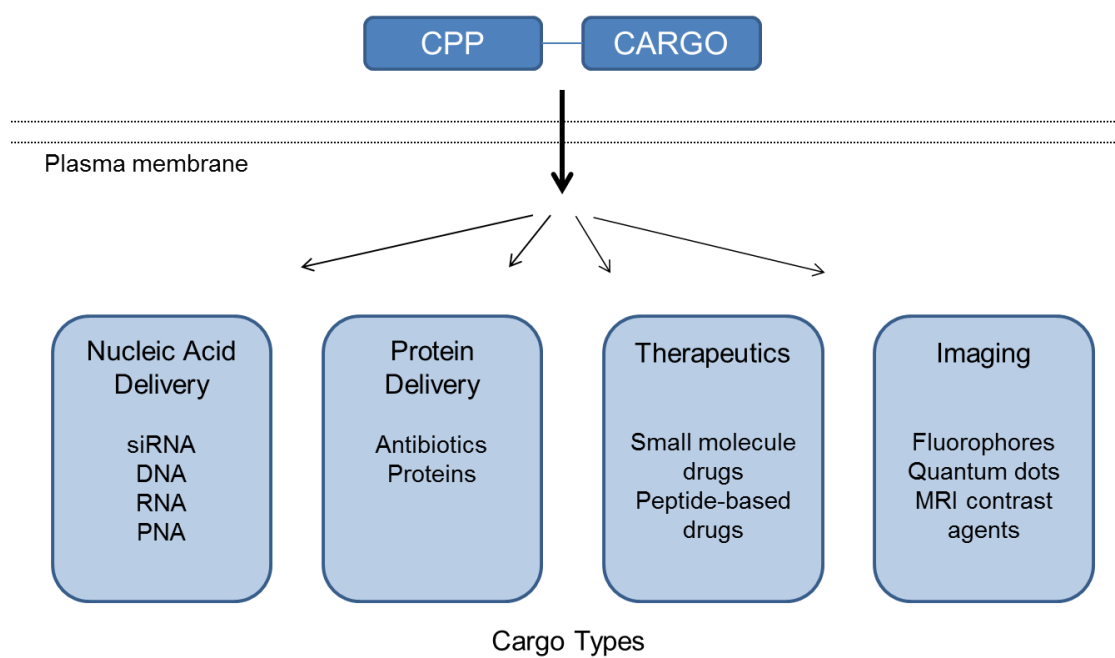 CPP
CARGO
Plasma membrane
Nucleic Acid
Delivery
siRNA
DNA
RNA
PNA
Protein
Delivery
Antibiotics
Proteins
Therapeutics
Small molecule
drugs
Peptide-based
drugs
Imaging
Fluorophores
Quantum dots
MRI contrast
agents
Cargo Types